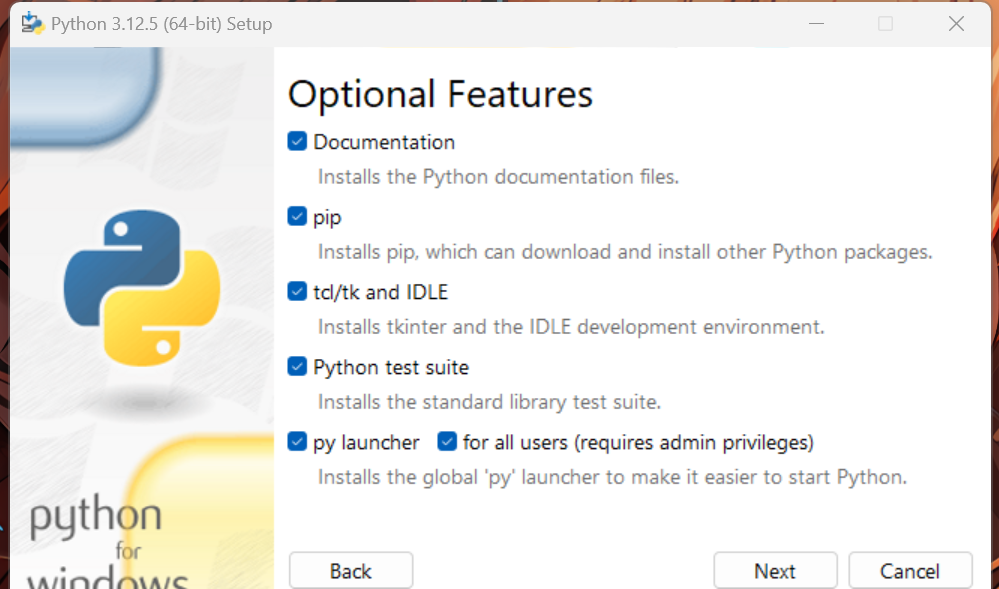 Python 3.12.5 (64-bit) Setup
Optional Features
Documentation
Installs the Python documentation files.
pip
Installs pip, which can download and install other Python packages.
tcl/tk and IDLE
Installs tkinter and the IDLE development environment.
Python test suite
Installs the standard library test suite.
py launcher for all users (requires admin privileges)
Installs the global 'py' launcher to make it easier to start Python.
python
for
windows
Back Next Cancel